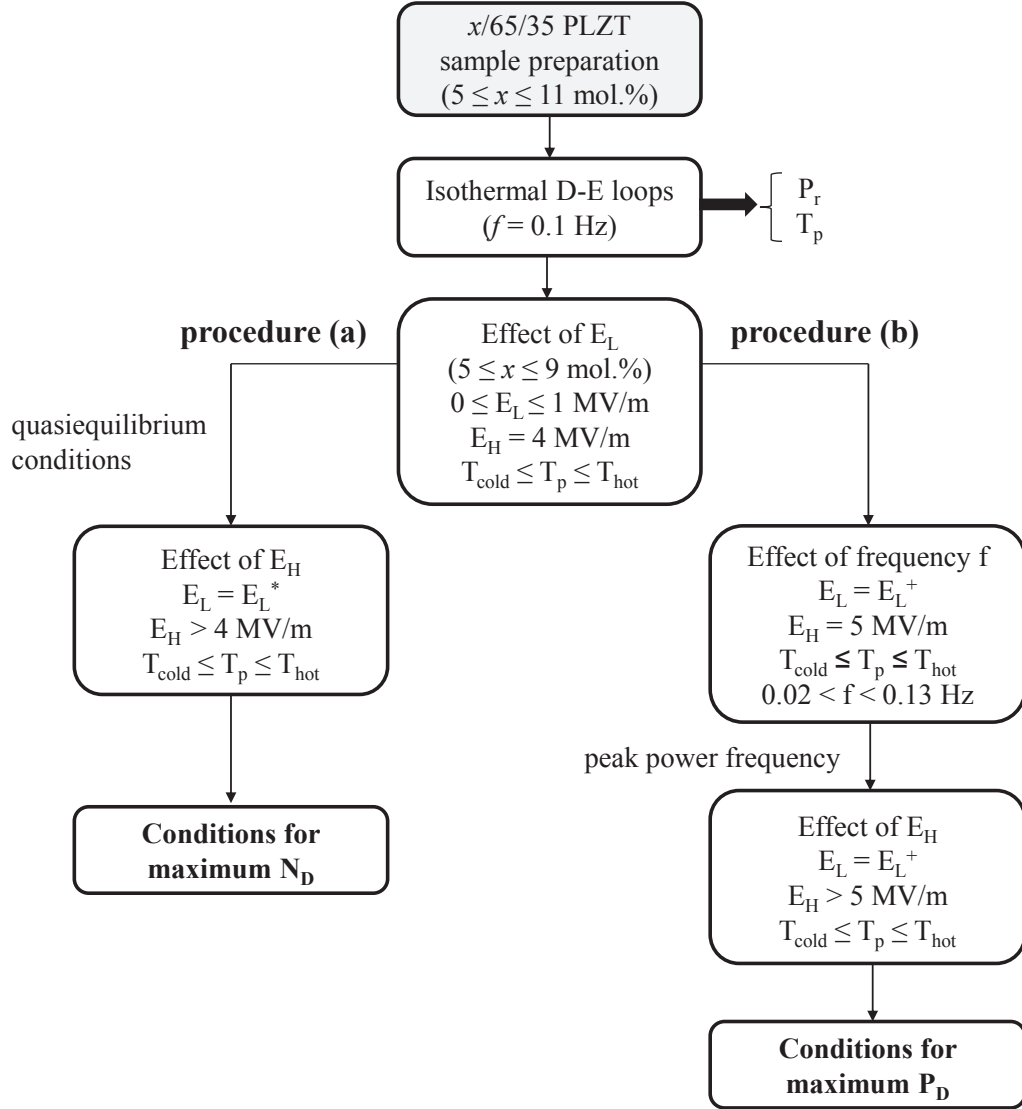 x/65/35 PLZT
sample preparation
(5 ≤ x ≤ 11 mol.%)
Isothermal D-E loops
(f = 0.1 Hz)
P_r
T_p
procedure (a)
procedure (b)
Effect of E_L
(5 ≤ x ≤ 9 mol.%)
0 ≤ E_L ≤ 1 MV/m
E_H = 4 MV/m
T_cold ≤ T_p ≤ T_hot
quasiequilibrium
conditions
Effect of E_H
E_L = E_L^*
E_H > 4 MV/m
T_cold ≤ T_p ≤ T_hot
Conditions for
maximum N_D
Effect of frequency f
E_L = E_L^+
E_H = 5 MV/m
T_cold ≤ T_p ≤ T_hot
0.02 < f < 0.13 Hz
peak power frequency
Effect of E_H
E_L = E_L^+
E_H > 5 MV/m
T_cold ≤ T_p ≤ T_hot
Conditions for
maximum P_D